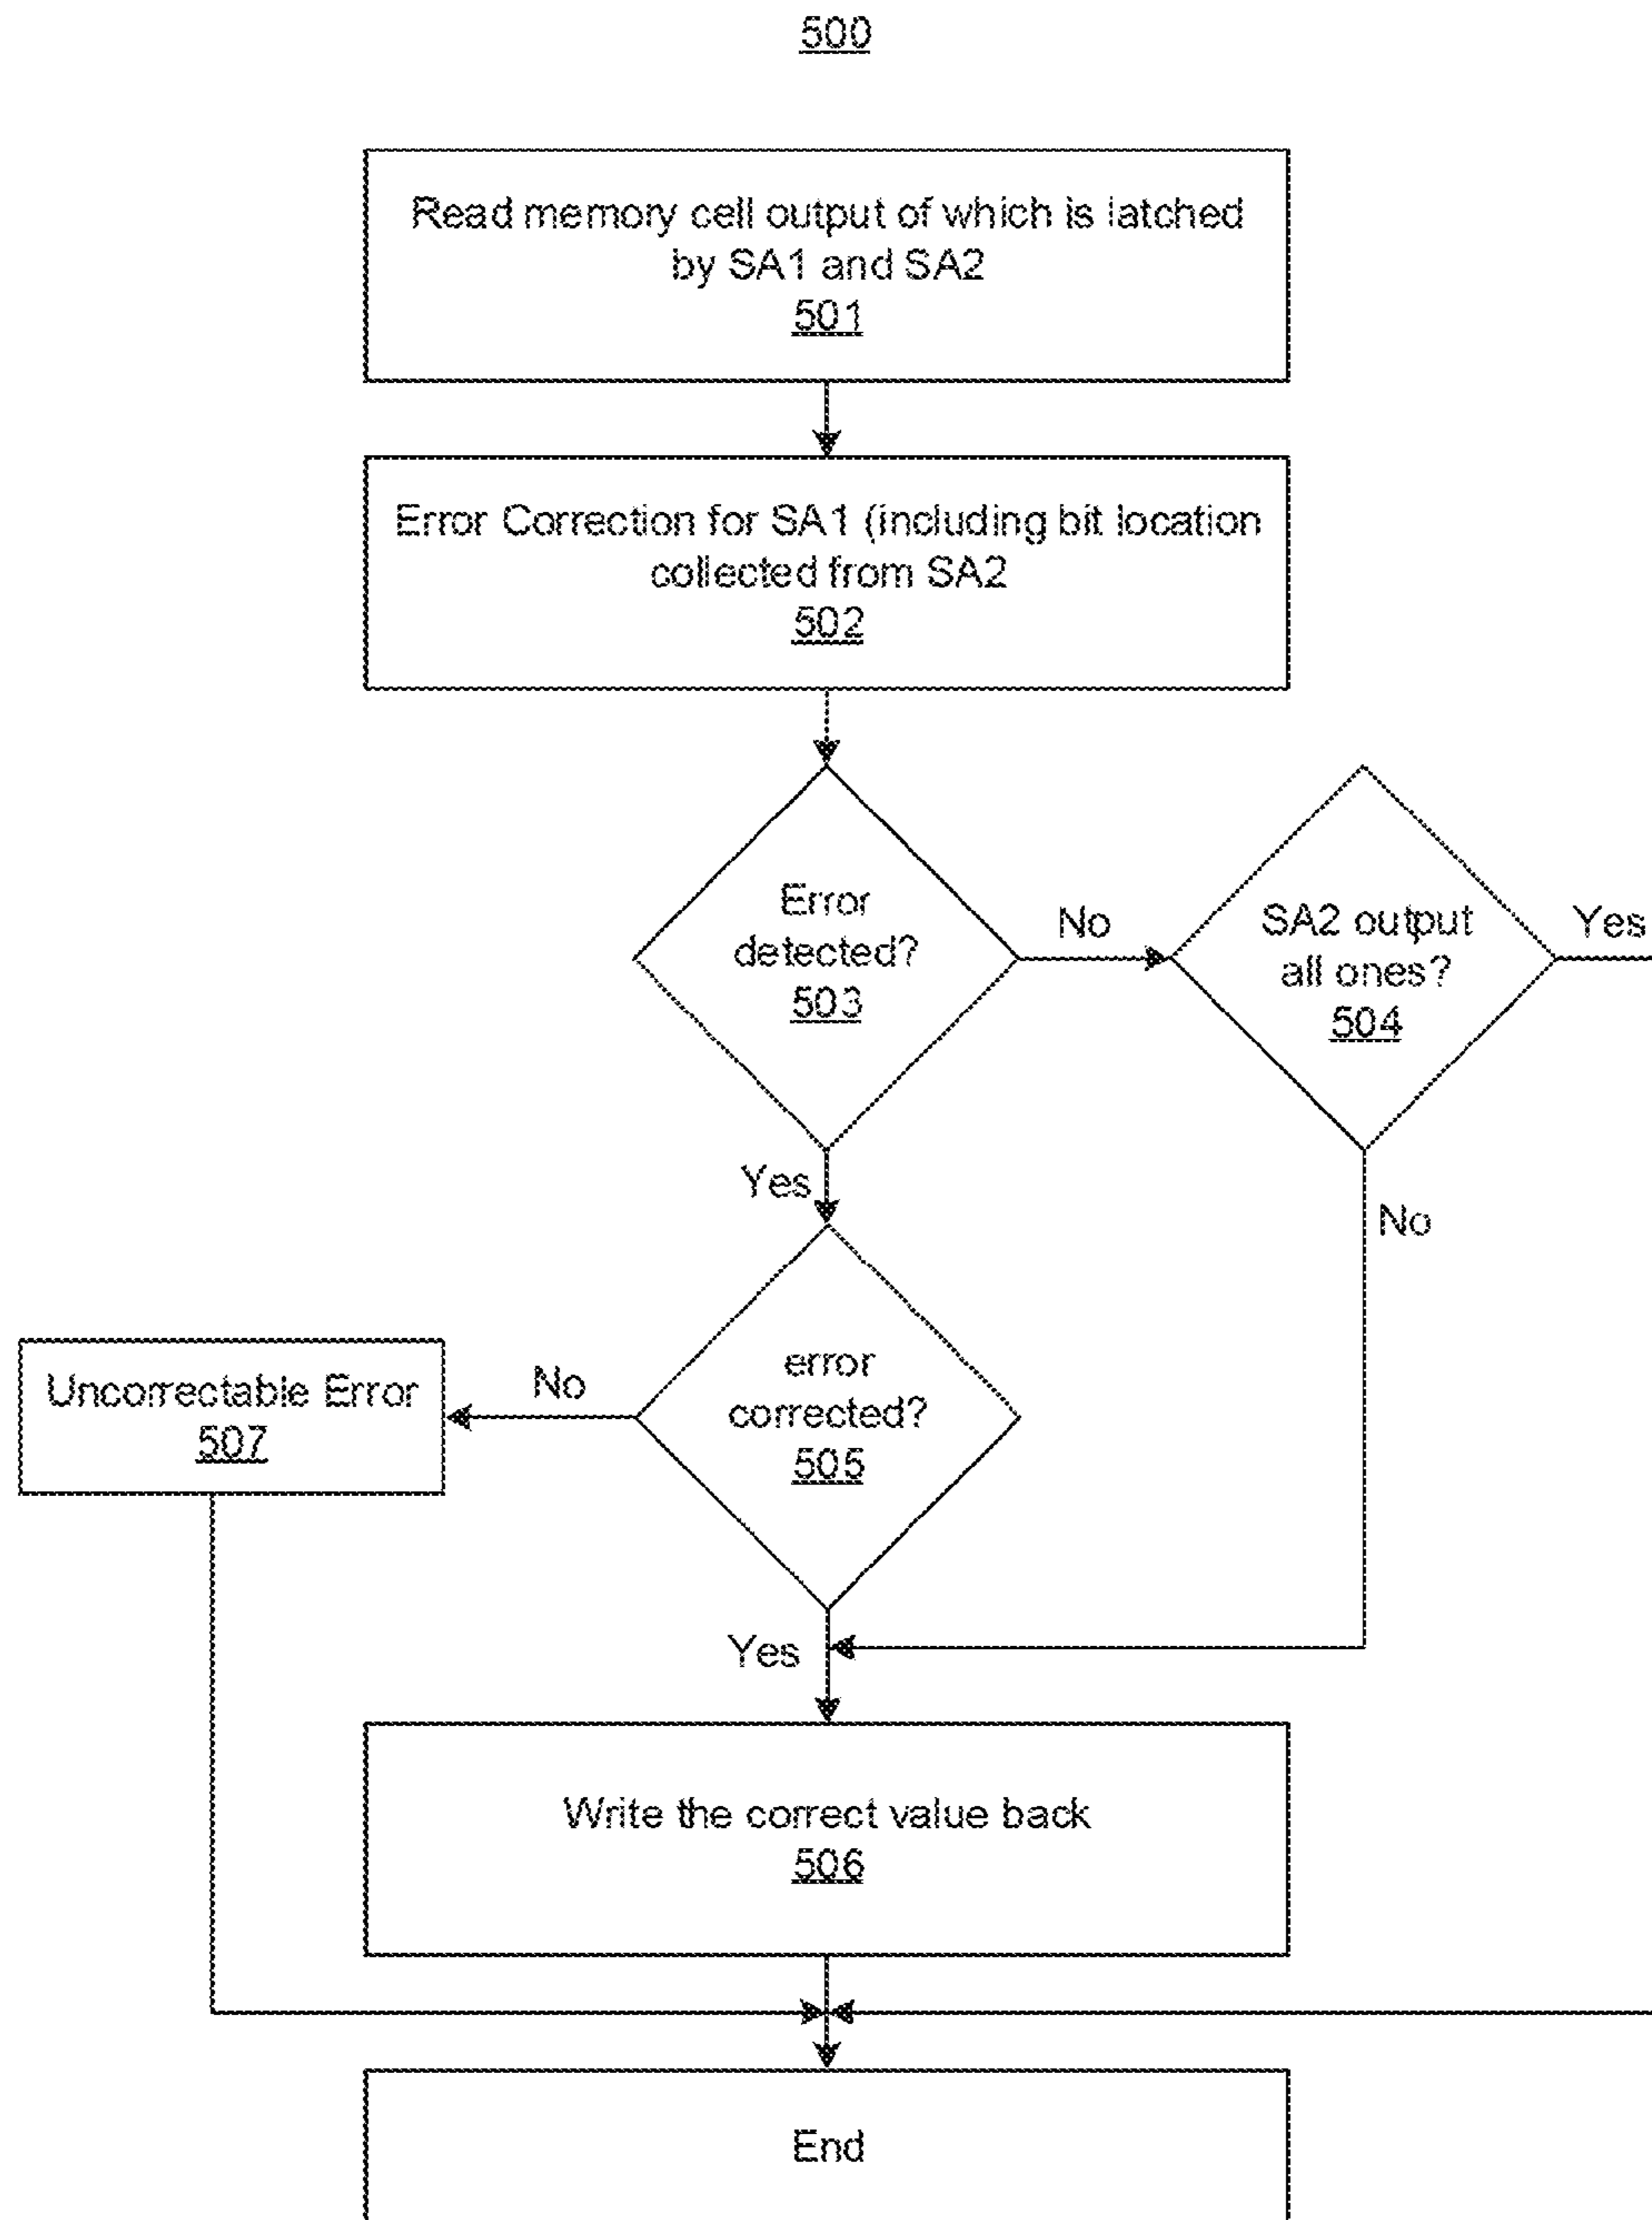 500
Read memory cell output of which is latched
by SA1 and SA2
501
Error Correction for SA1 (including bit location
collected from SA2
502
Error
detected?
503
No
SA2 output
all ones?
504
Yes
Yes
No
error
corrected?
505
No
Uncorrectable Error
507
Yes
Write the correct value back
506
End